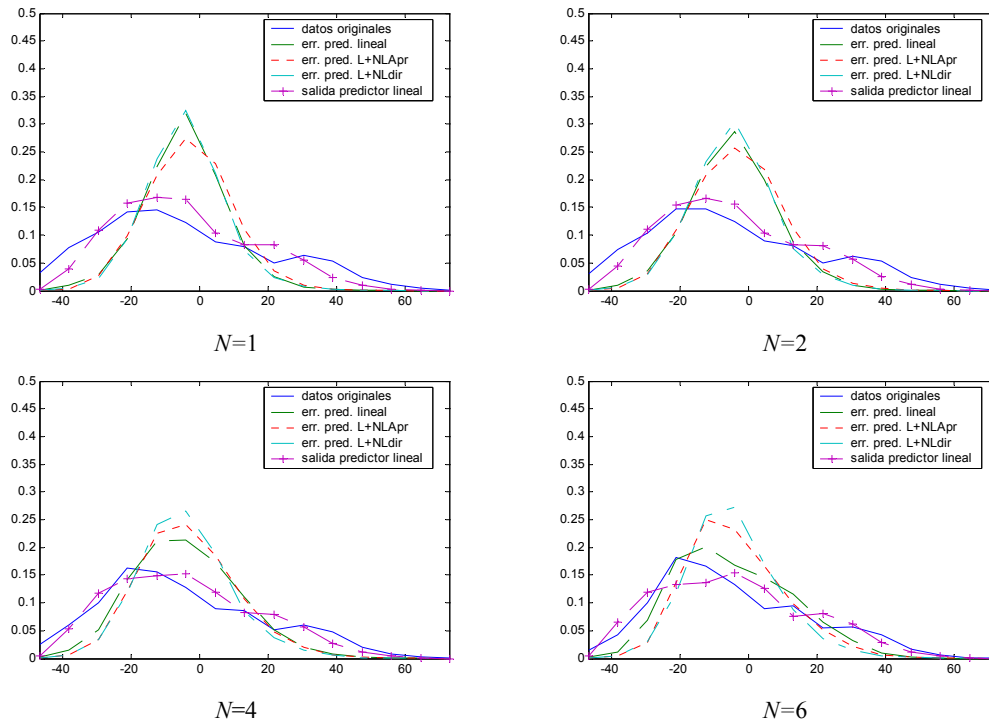 0.5
0.45
0.4
0.35
0.3
0.25
0.2
0.15
0.1
0.05
0
-40 -20 0 20 40 60
datos originales
err. pred. lineal
err. pred. L+NLApr
err. pred. L+NLdir
salida predictor lineal
N=1
0.5
0.45
0.4
0.35
0.3
0.25
0.2
0.15
0.1
0.05
0
-40 -20 0 20 40 60
datos originales
err. pred. lineal
err. pred. L+NLApr
err. pred. L+NLdir
salida predictor lineal
N=2
0.5
0.45
0.4
0.35
0.3
0.25
0.2
0.15
0.1
0.05
0
-40 -20 0 20 40 60
datos originales
err. pred. lineal
err. pred. L+NLApr
err. pred. L+NLdir
salida predictor lineal
N=4
0.5
0.45
0.4
0.35
0.3
0.25
0.2
0.15
0.1
0.05
0
-40 -20 0 20 40 60
datos originales
err. pred. lineal
err. pred. L+NLApr
err. pred. L+NLdir
salida predictor lineal
N=6